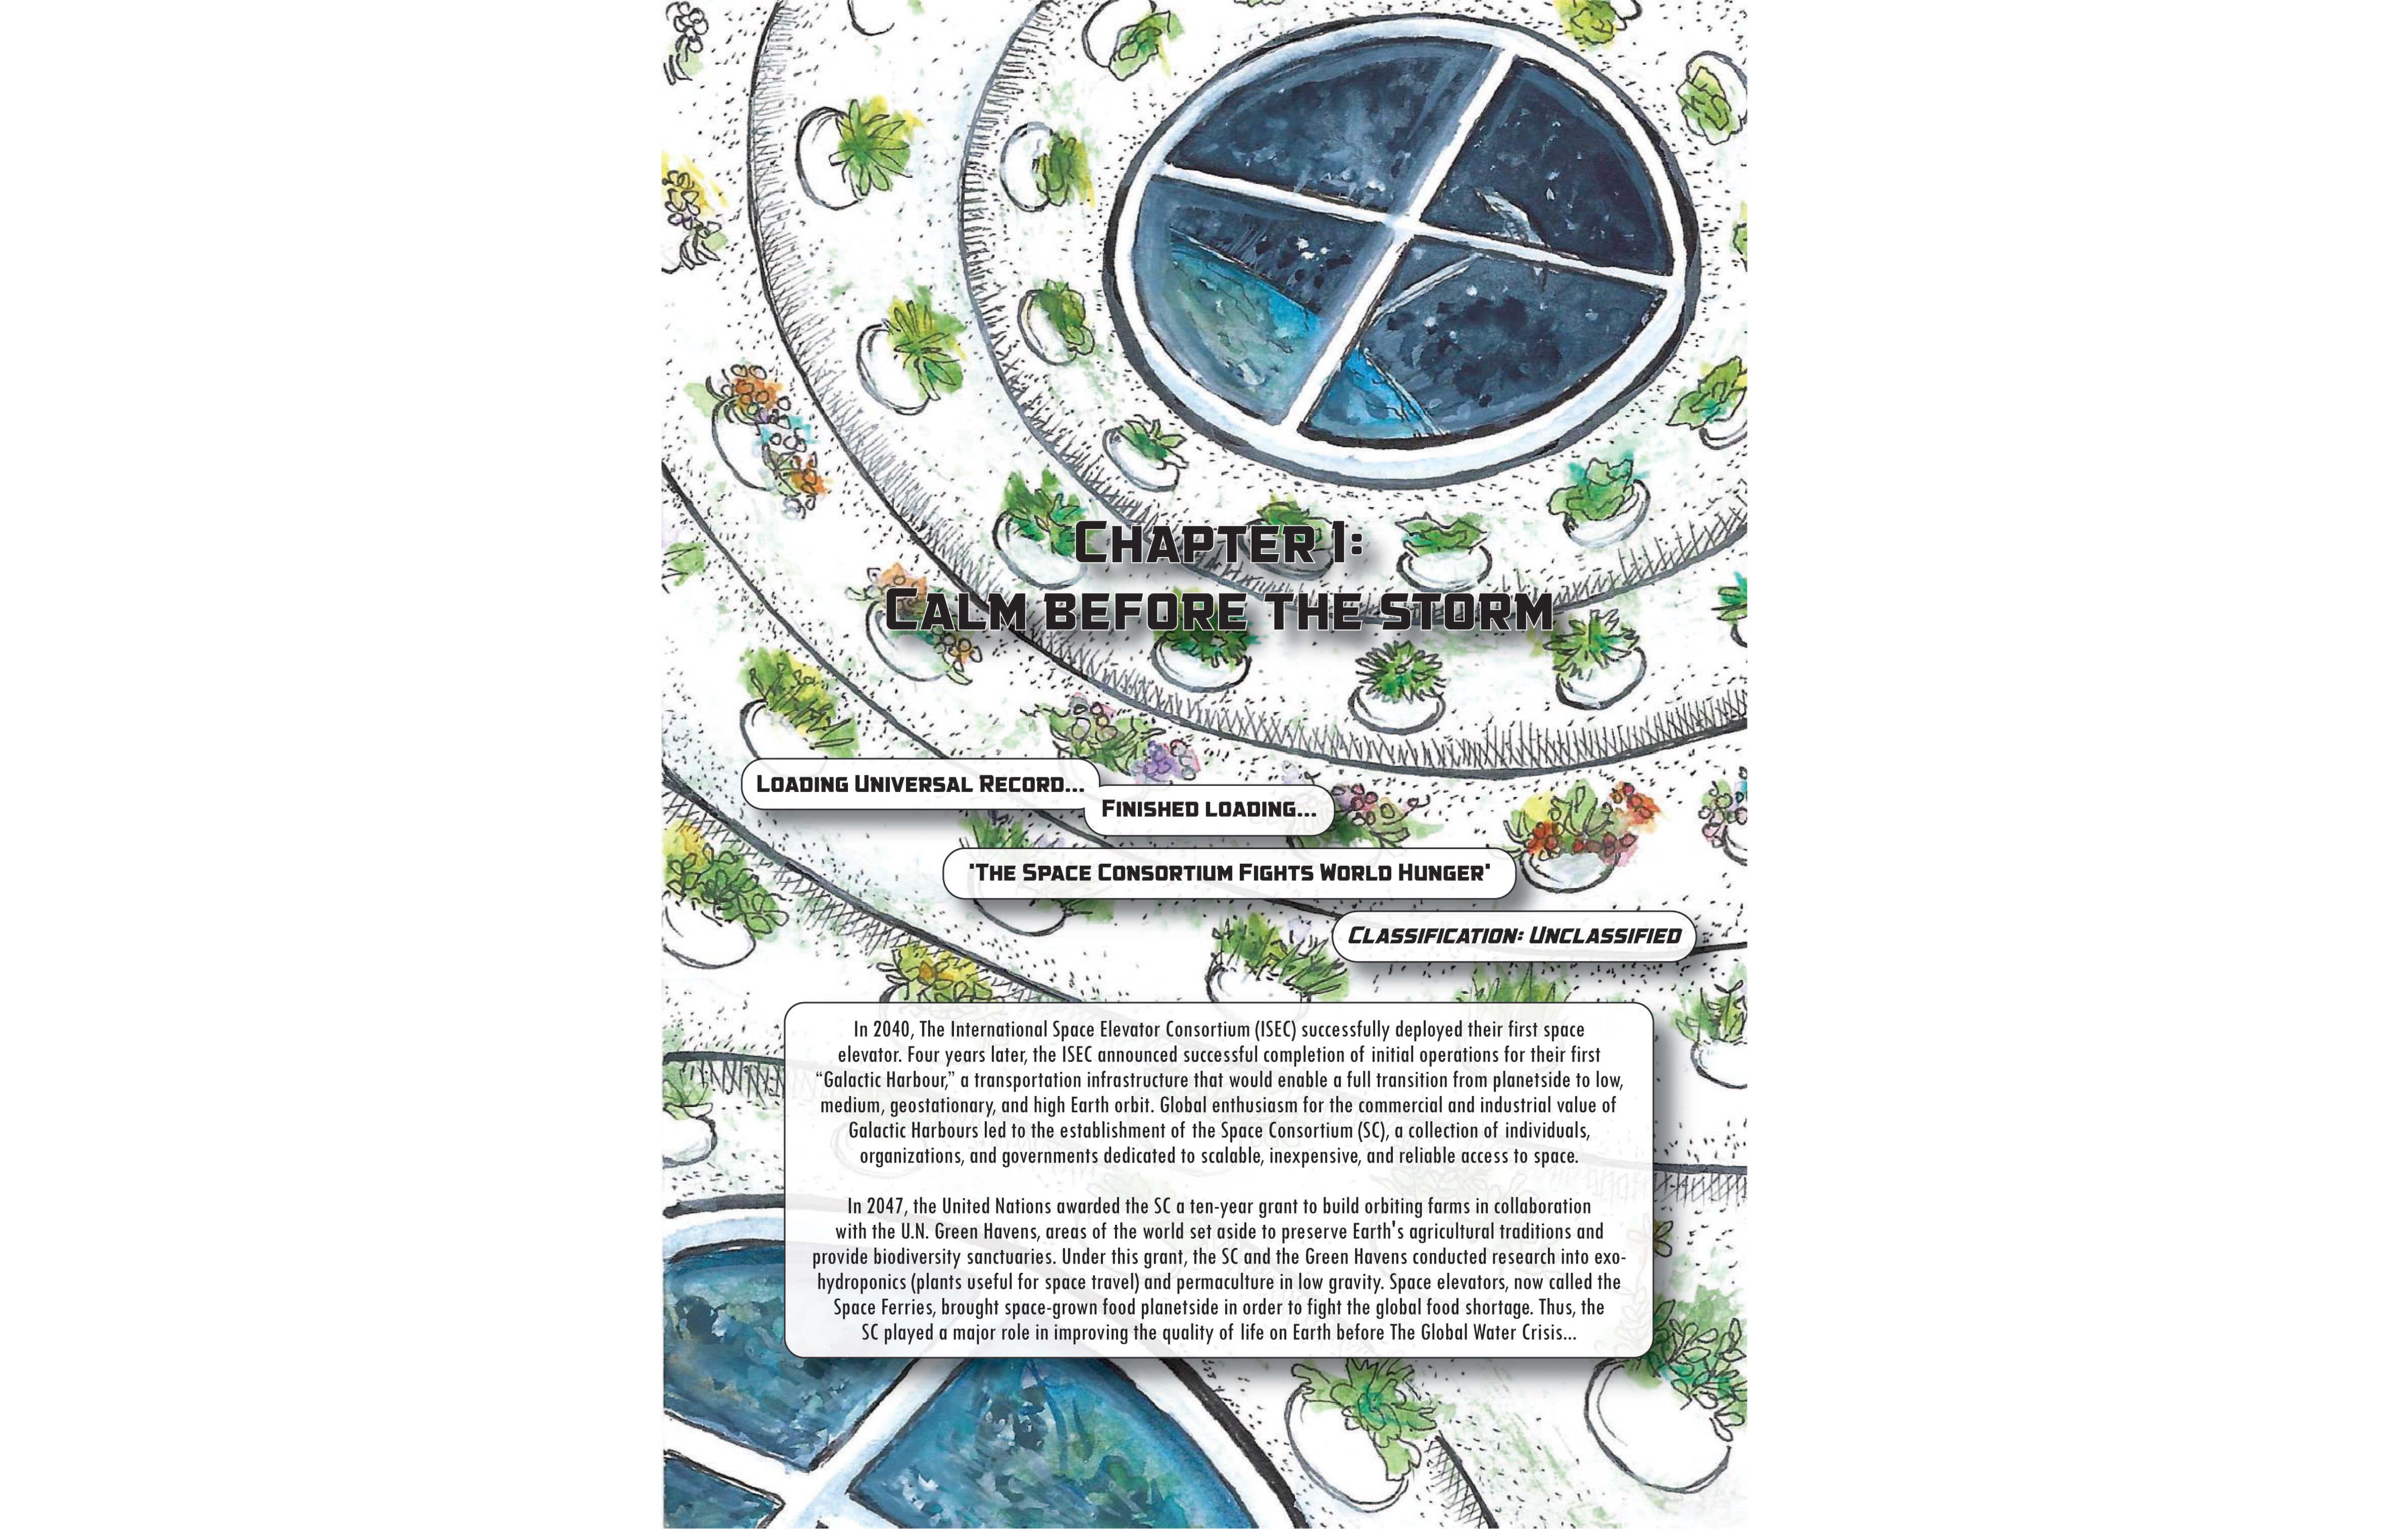 Chapter 1:
Calm before the storm
Loading Universal Record...
Finished loading...
'The Space Consortium Fights World Hunger'
Classification: Unclassified
In 2040, The International Space Elevator Consortium (ISEC) successfully deployed their first space
elevator. Four years later, the ISEC announced successful completion of initial operations for their first
“Galactic Harbour,” a transportation infrastructure that would enable a full transition from planetside to low,
medium, geostationary, and high Earth orbit. Global enthusiasm for the commercial and industrial value of
Galactic Harbours led to the establishment of the Space Consortium (SC), a collection of individuals,
organizations, and governments dedicated to scalable, inexpensive, and reliable access to space.
In 2047, the United Nations awarded the SC a ten-year grant to build orbiting farms in collaboration
with the U.N. Green Havens, areas of the world set aside to preserve Earth's agricultural traditions and
provide biodiversity sanctuaries. Under this grant, the SC and the Green Havens conducted research into exo-
hydroponics (plants useful for space travel) and permaculture in low gravity. Space elevators, now called the
Space Ferries, brought space-grown food planetside in order to fight the global food shortage. Thus, the
SC played a major role in improving the quality of life on Earth before The Global Water Crisis...